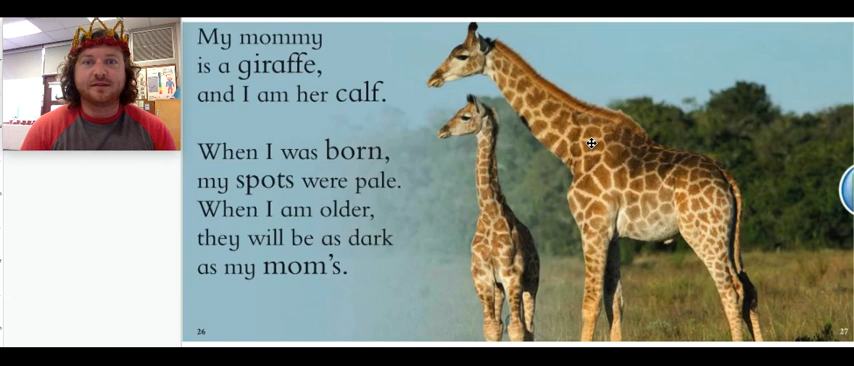 My mommy
is a giraffe,
and I am her calf.
When I was born,
my spots were pale.
When I am older,
they will be as dark
as my mom's.
26
27